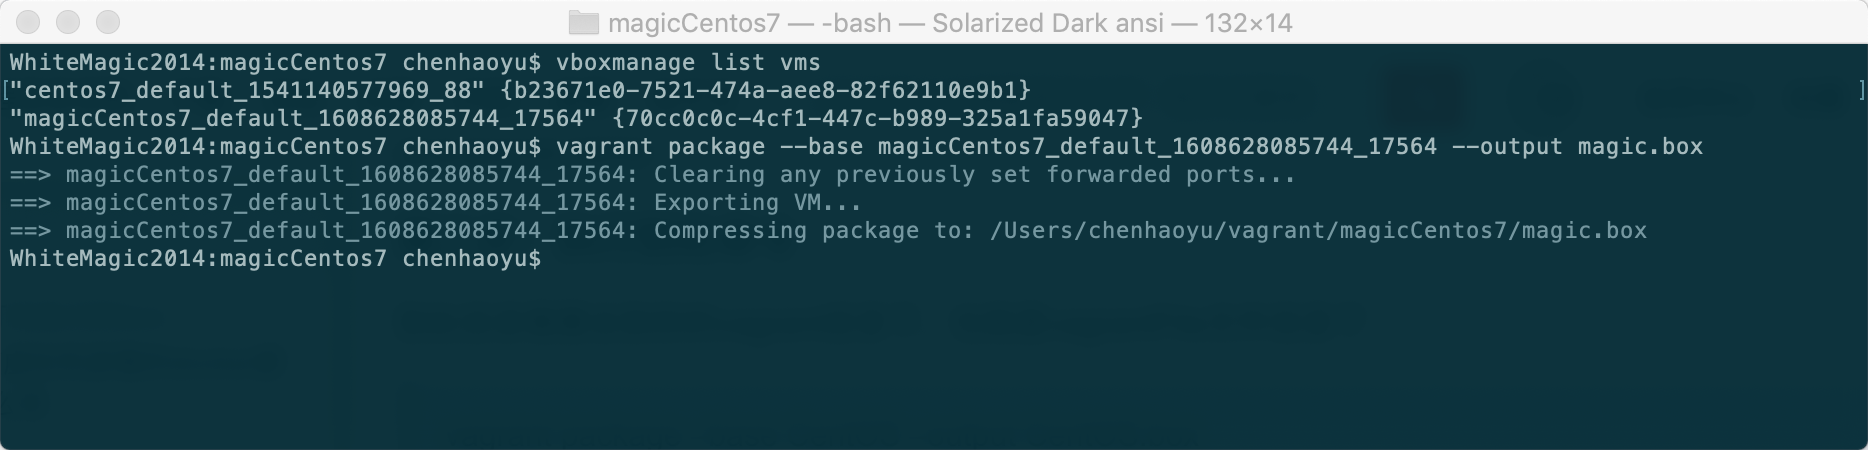 magicCentos7 — -bash — Solarized Dark ansi — 132×14
WhiteMagic2014:magicCentos7 chenhaoyu$ vboxmanage list vms
["centos7_default_1541140577969_88" {b23671e0-7521-474a-aee8-82f62110e9b1} ]
"magicCentos7_default_1608628085744_17564" {70cc0c0c-4cf1-447c-b989-325a1fa59047}
WhiteMagic2014:magicCentos7 chenhaoyu$ vagrant package --base magicCentos7_default_1608628085744_17564 --output magic.box
==> magicCentos7_default_1608628085744_17564: Clearing any previously set forwarded ports...
==> magicCentos7_default_1608628085744_17564: Exporting VM...
==> magicCentos7_default_1608628085744_17564: Compressing package to: /Users/chenhaoyu/vagrant/magicCentos7/magic.box
WhiteMagic2014:magicCentos7 chenhaoyu$